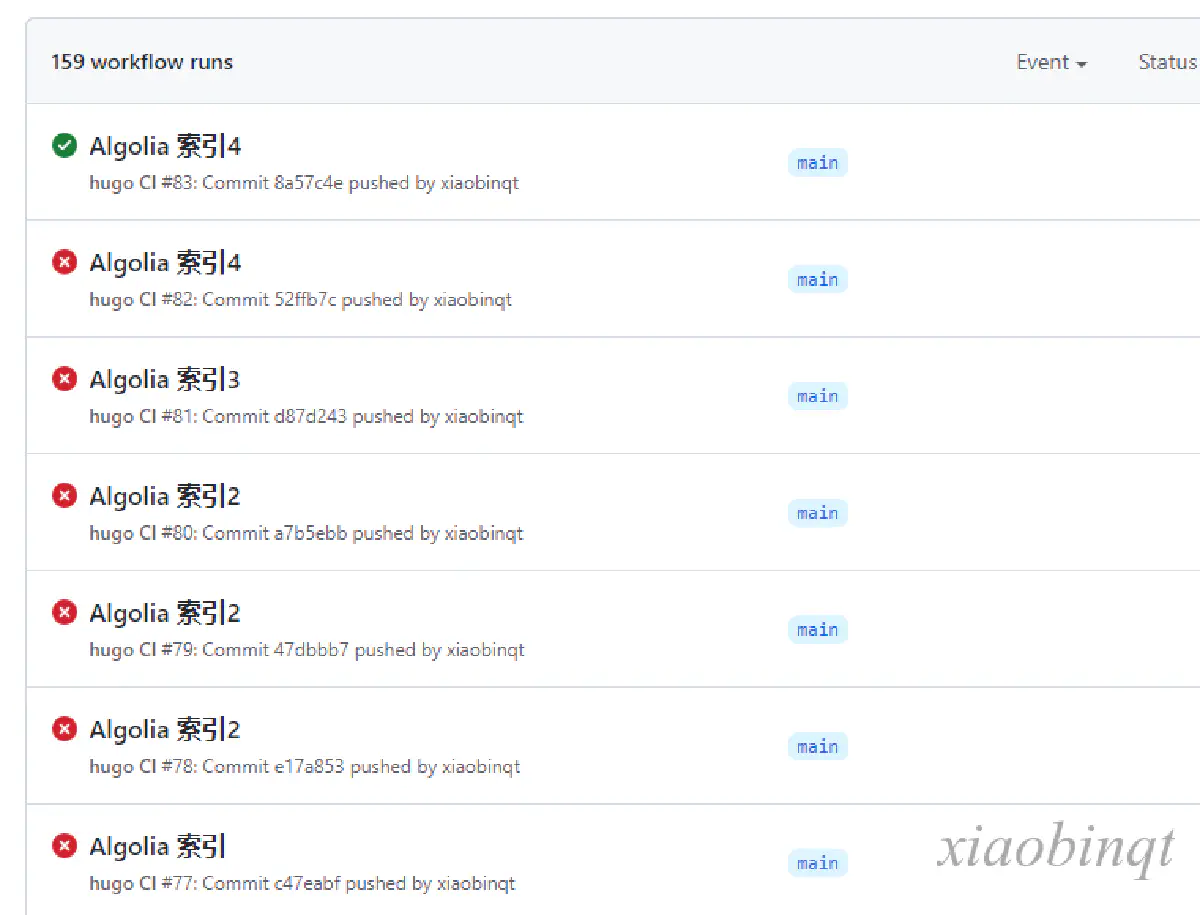 159 workflow runs Event Status
Algolia 索引4
main
hugo CI #83: Commit 8a57c4e pushed by xiaobinqt
Algolia 索引4
main
hugo CI #82: Commit 52ffb7c pushed by xiaobinqt
Algolia 索引3
main
hugo CI #81: Commit d87d243 pushed by xiaobinqt
Algolia 索引2
main
hugo CI #80: Commit a7b5ebb pushed by xiaobinqt
Algolia 索引2
main
hugo CI #79: Commit 47dbbb7 pushed by xiaobinqt
Algolia 索引2
main
hugo CI #78: Commit e17a853 pushed by xiaobinqt
Algolia 索引
main
hugo CI #77: Commit c47eabf pushed by xiaobinqt
xiaobinqt